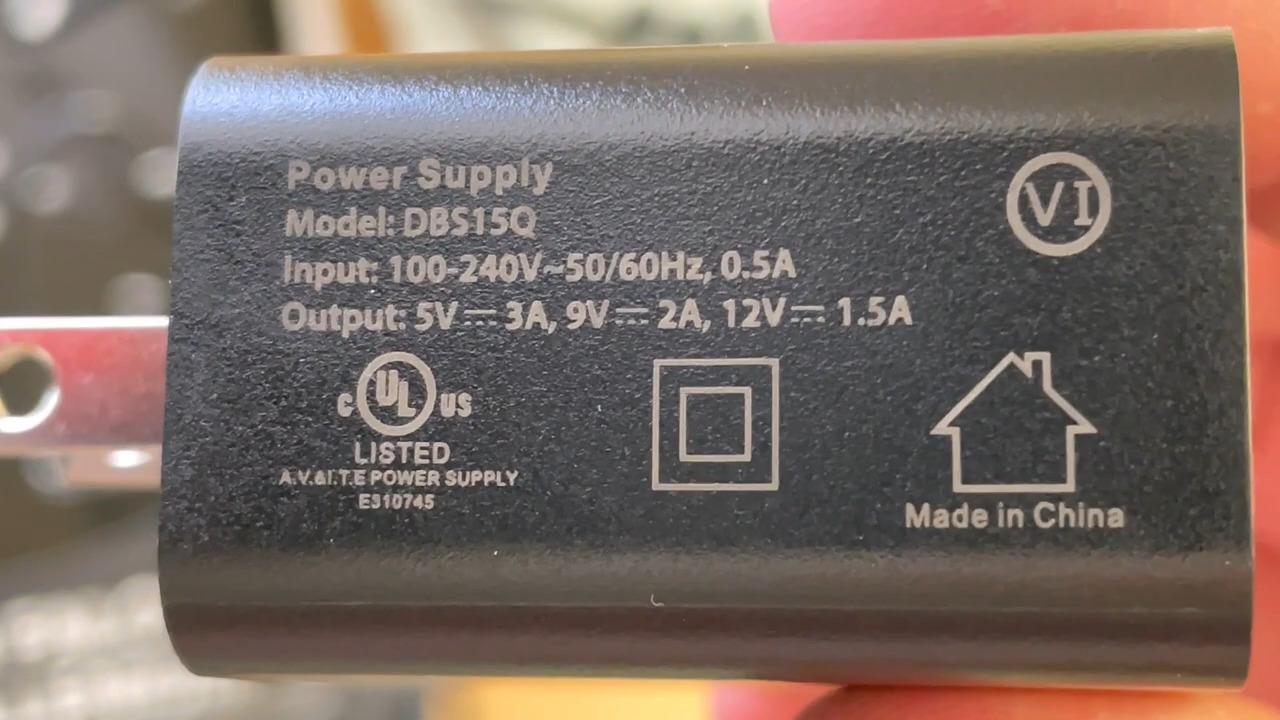 Power Supply
VI
Model: DBS15Q
Input: 100-240V~50/60Hz, 0.5A
Output: 5V⎓3A, 9V⎓2A, 12V⎓1.5A
C UL US
LISTED
A.V.&I.T.E POWER SUPPLY
E310745
Made in China